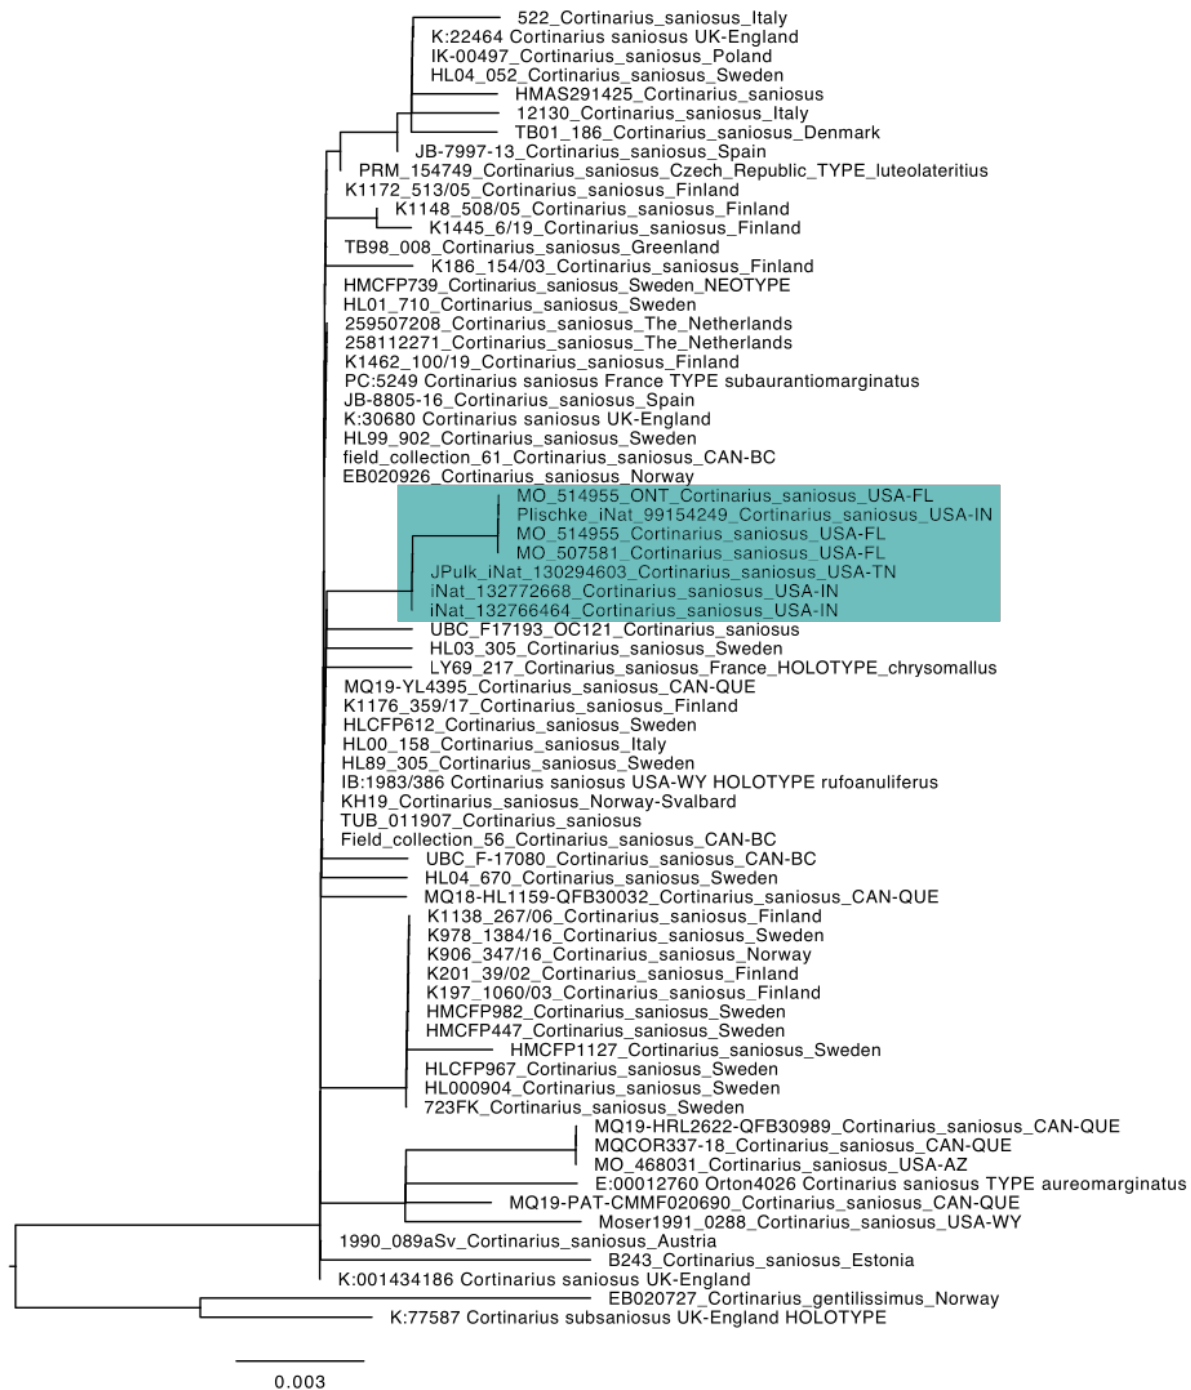 522_Cortinarius_saniosus_Italy
K:22464 Cortinarius saniosus UK-England
IK-00497_Cortinarius_saniosus_Poland
HL04_052_Cortinarius_saniosus_Sweden
HMAS291425_Cortinarius_saniosus
12130_Cortinarius_saniosus_Italy
TB01_186_Cortinarius_saniosus_Denmark
JB-7997-13_Cortinarius_saniosus_Spain
PRM_154749_Cortinarius_saniosus_Czech_Republic_TYPE_luteolateritius
K1172_513/05_Cortinarius_saniosus_Finland
K1148_508/05_Cortinarius_saniosus_Finland
K1445_6/19_Cortinarius_saniosus_Finland
TB98_008_Cortinarius_saniosus_Greenland
K186_154/03_Cortinarius_saniosus_Finland
HMCFP739_Cortinarius_saniosus_Sweden_NEOTYPE
HL01_710_Cortinarius_saniosus_Sweden
259507208_Cortinarius_saniosus_The_Netherlands
258112271_Cortinarius_saniosus_The_Netherlands
K1462_100/19_Cortinarius_saniosus_Finland
PC:5249 Cortinarius saniosus France TYPE subaurantiomarginatus
JB-8805-16_Cortinarius_saniosus_Spain
K:30680 Cortinarius saniosus UK-England
HL99_902_Cortinarius_saniosus_Sweden
field_collection_61_Cortinarius_saniosus_CAN-BC
EB020926_Cortinarius_saniosus_Norway
MO_514955_ONT_Cortinarius_saniosus_USA-FL
Plischke_iNat_99154249_Cortinarius_saniosus_USA-IN
MO_514955_Cortinarius_saniosus_USA-FL
MO_507581_Cortinarius_saniosus_USA-FL
JPulk_iNat_130294603_Cortinarius_saniosus_USA-TN
iNat_132772668_Cortinarius_saniosus_USA-IN
iNat_132766464_Cortinarius_saniosus_USA-IN
UBC_F17193_OC121_Cortinarius_saniosus
HL03_305_Cortinarius_saniosus_Sweden
LY69_217_Cortinarius_saniosus_France_HOLOTYPE_chrysomallus
MQ19-YL4395_Cortinarius_saniosus_CAN-QUE
K1176_359/17_Cortinarius_saniosus_Finland
HLCFP612_Cortinarius_saniosus_Sweden
HL00_158_Cortinarius_saniosus_Italy
HL89_305_Cortinarius_saniosus_Sweden
IB:1983/386 Cortinarius saniosus USA-WY HOLOTYPE rufoanuliferus
KH19_Cortinarius_saniosus_Norway-Svalbard
TUB_011907_Cortinarius_saniosus
Field_collection_56_Cortinarius_saniosus_CAN-BC
UBC_F-17080_Cortinarius_saniosus_CAN-BC
HL04_670_Cortinarius_saniosus_Sweden
MQ18-HL1159-QFB30032_Cortinarius_saniosus_CAN-QUE
K1138_267/06_Cortinarius_saniosus_Finland
K978_1384/16_Cortinarius_saniosus_Sweden
K906_347/16_Cortinarius_saniosus_Norway
K201_39/02_Cortinarius_saniosus_Finland
K197_1060/03_Cortinarius_saniosus_Finland
HMCFP982_Cortinarius_saniosus_Sweden
HMCFP447_Cortinarius_saniosus_Sweden
HMCFP1127_Cortinarius_saniosus_Sweden
HLCFP967_Cortinarius_saniosus_Sweden
HL000904_Cortinarius_saniosus_Sweden
723FK_Cortinarius_saniosus_Sweden
MQ19-HRL2622-QFB30989_Cortinarius_saniosus_CAN-QUE
MQCOR337-18_Cortinarius_saniosus_CAN-QUE
MO_468031_Cortinarius_saniosus_USA-AZ
E:00012760 Orton4026 Cortinarius saniosus TYPE aureomarginatus
MQ19-PAT-CMMF020690_Cortinarius_saniosus_CAN-QUE
Moser1991_0288_Cortinarius_saniosus_USA-WY
1990_089aSv_Cortinarius_saniosus_Austria
B243_Cortinarius_saniosus_Estonia
K:001434186 Cortinarius saniosus UK-England
EB020727_Cortinarius_gentilissimus_Norway
K:77587 Cortinarius subsaniosus UK-England HOLOTYPE
0.003